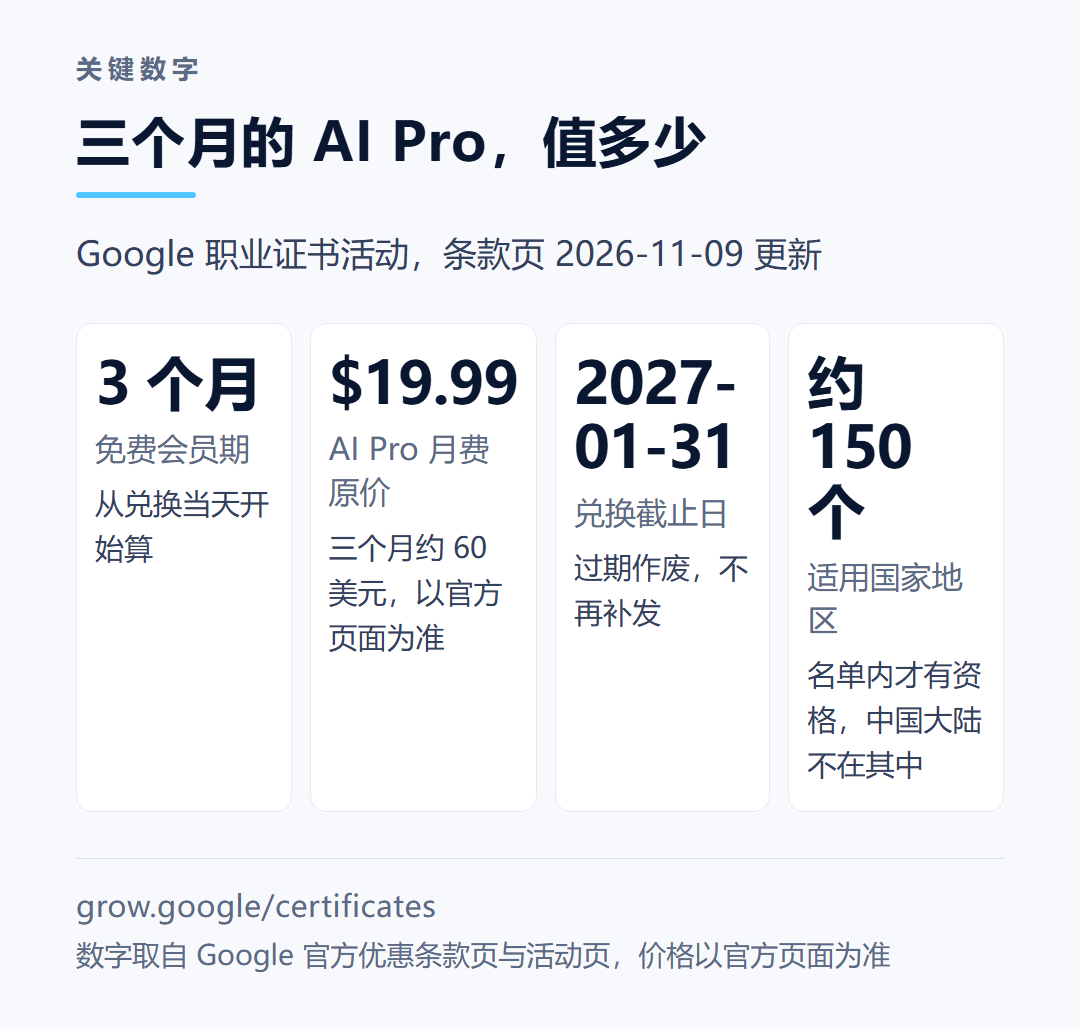 关键数字
三个月的 AI Pro，值多少
Google 职业证书活动，条款页 2026-11-09 更新
3 个月
免费会员期
从兑换当天开
始算
$19.99
AI Pro 月费
原价
三个月约 60
美元，以官方
页面为准
2027-
01-31
兑换截止日
过期作废，不
再补发
约
150
个
适用国家地
区
名单内才有资
格，中国大陆
不在其中
grow.google/certificates
数字取自 Google 官方优惠条款页与活动页，价格以官方页面为准